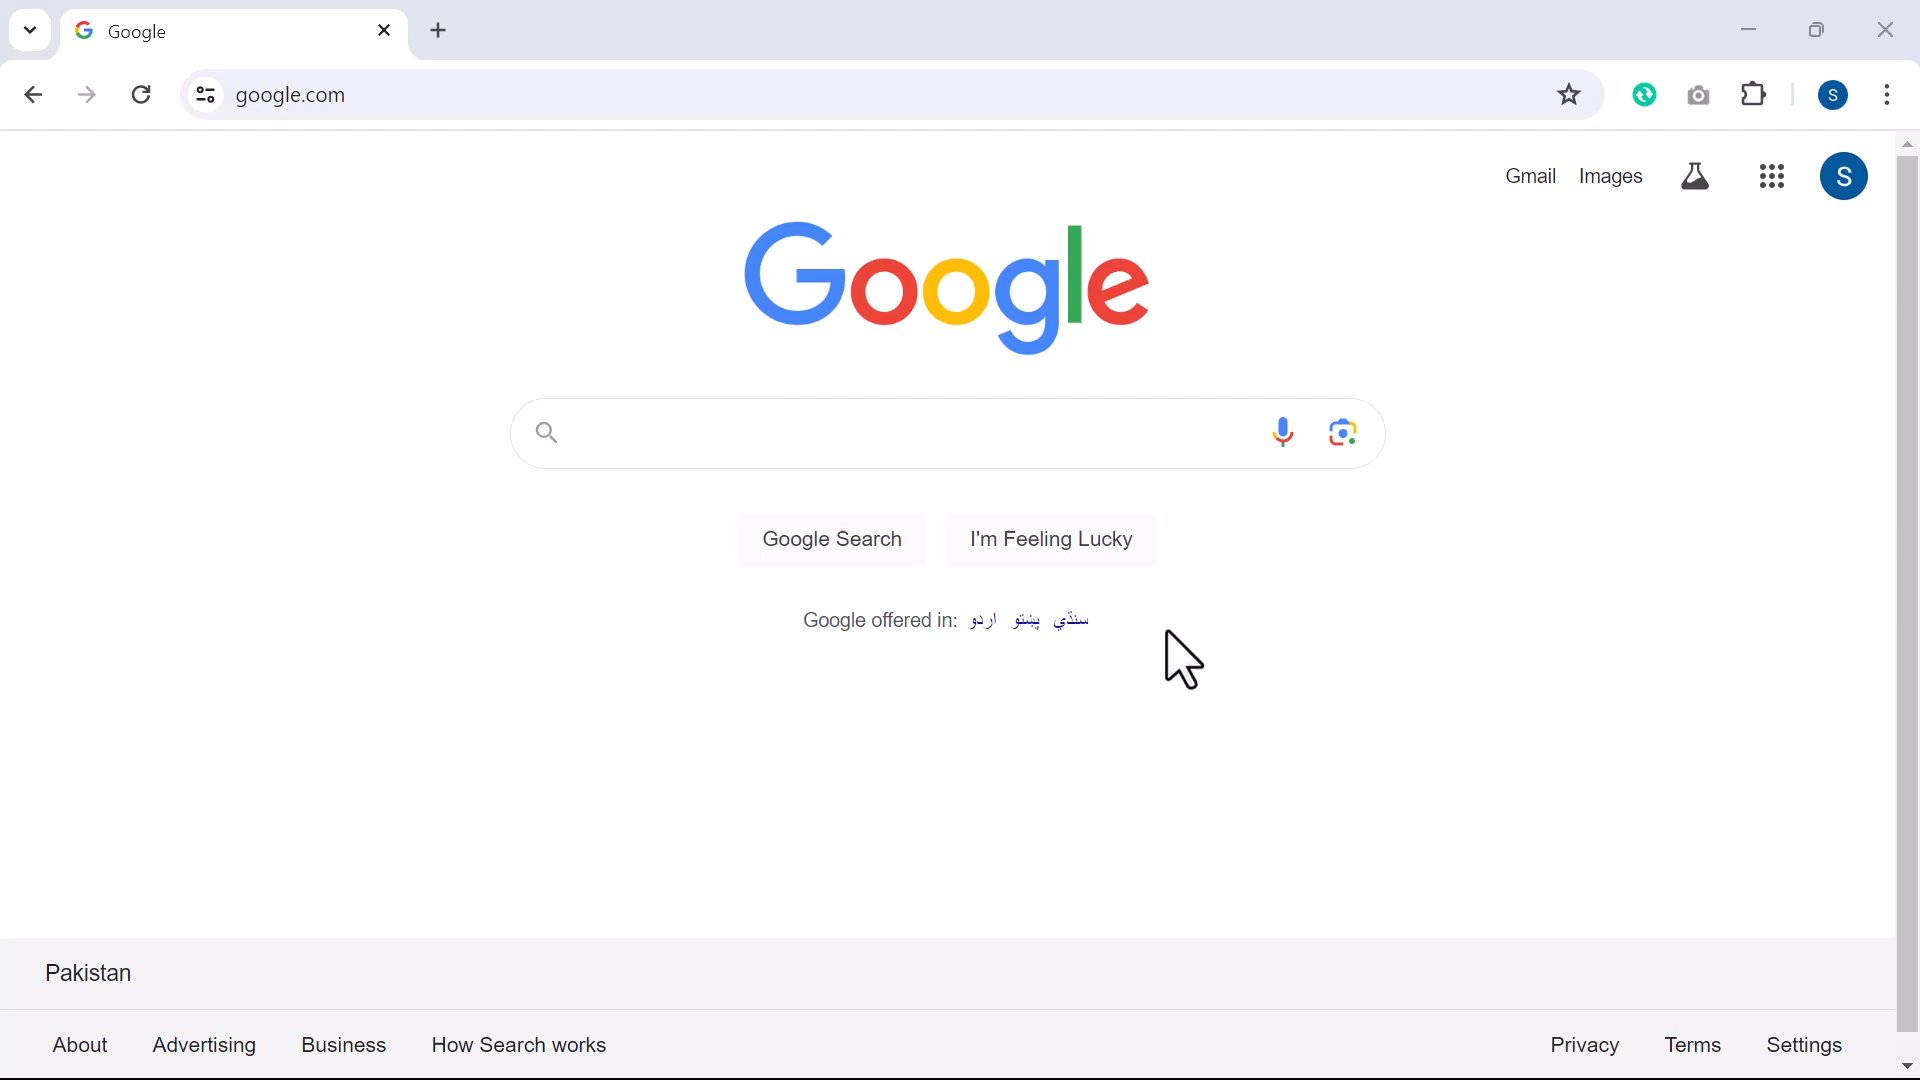 Google
google.com
S
Gmail Images
S
Google
Google Search I'm Feeling Lucky
Google offered in: اردو پښتو سنڌي
Pakistan
About Advertising Business How Search works Privacy Terms Settings